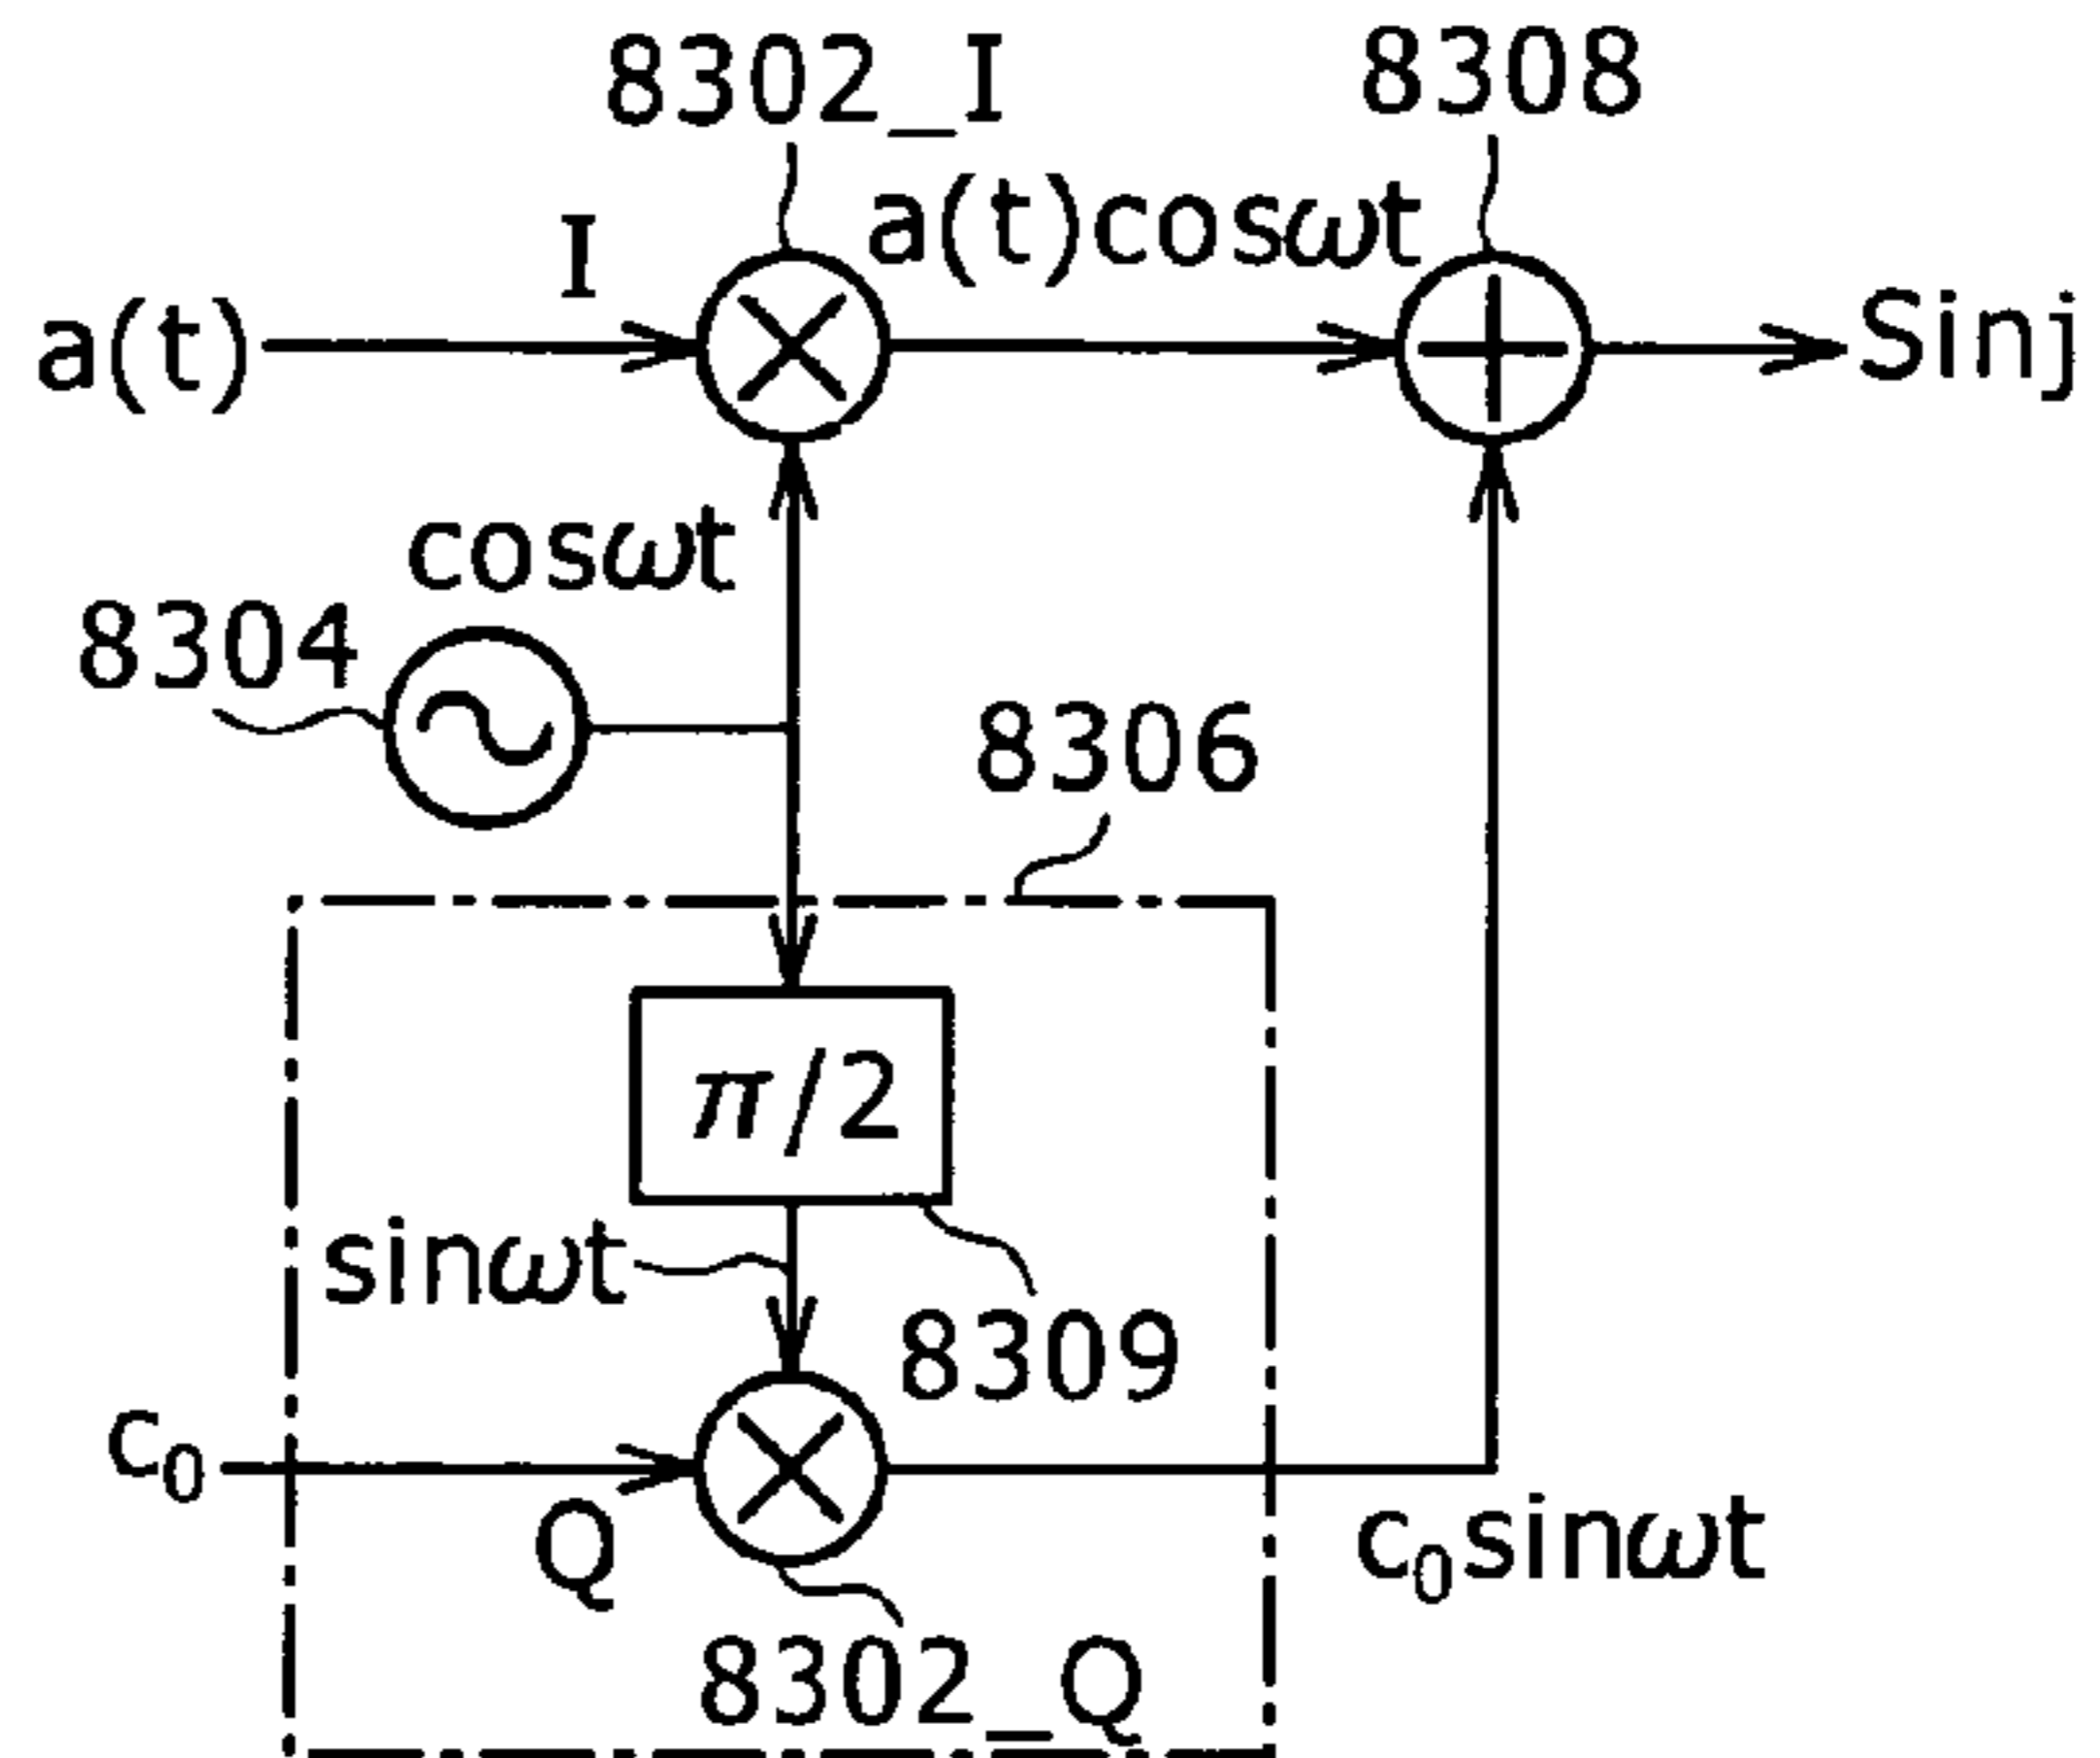 8302_I
8308
a(t)cosωt
I
a(t)
Sinj
cosωt
8304
8306
π/2
sinωt
8309
c₀
Q
c₀sinωt
8302_Q